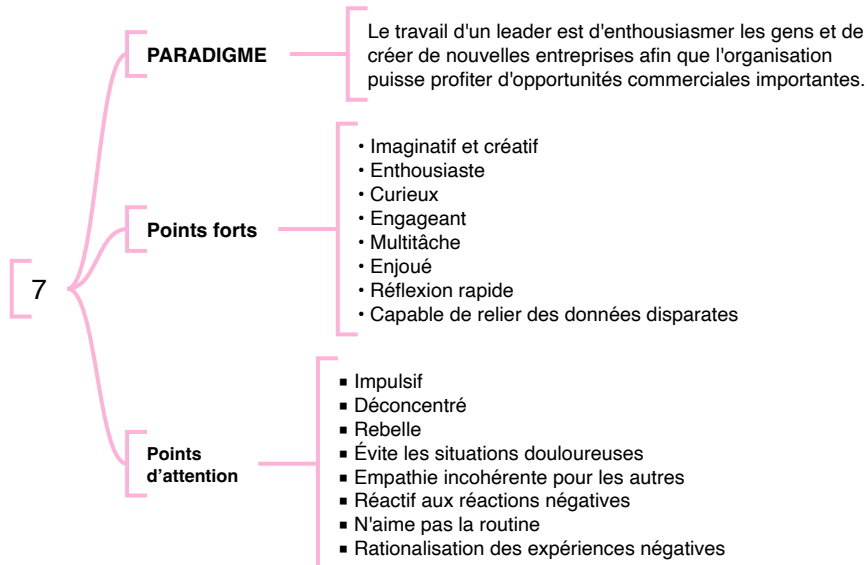 7
PARADIGME
Le travail d'un leader est d'enthousiasmer les gens et de
créer de nouvelles entreprises afin que l'organisation
puisse profiter d'opportunités commerciales importantes.
Points forts
• Imaginatif et créatif
• Enthousiaste
• Curieux
• Engageant
• Multitâche
• Enjoué
• Réflexion rapide
• Capable de relier des données disparates
Points
d’attention
▪ Impulsif
▪ Déconcentré
▪ Rebelle
▪ Évite les situations douloureuses
▪ Empathie incohérente pour les autres
▪ Réactif aux réactions négatives
▪ N'aime pas la routine
▪ Rationalisation des expériences négatives